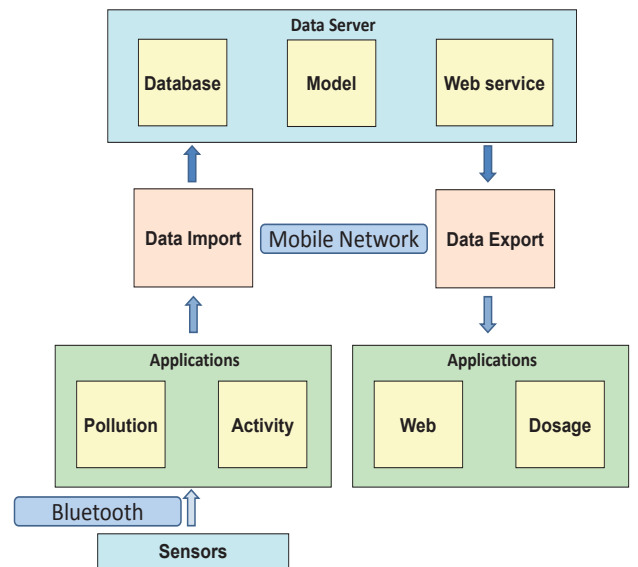 Data Server
Database
Model
Web service
Data Import
Mobile Network
Data Export
Applications
Applications
Pollution
Activity
Web
Dosage
Bluetooth
Sensors